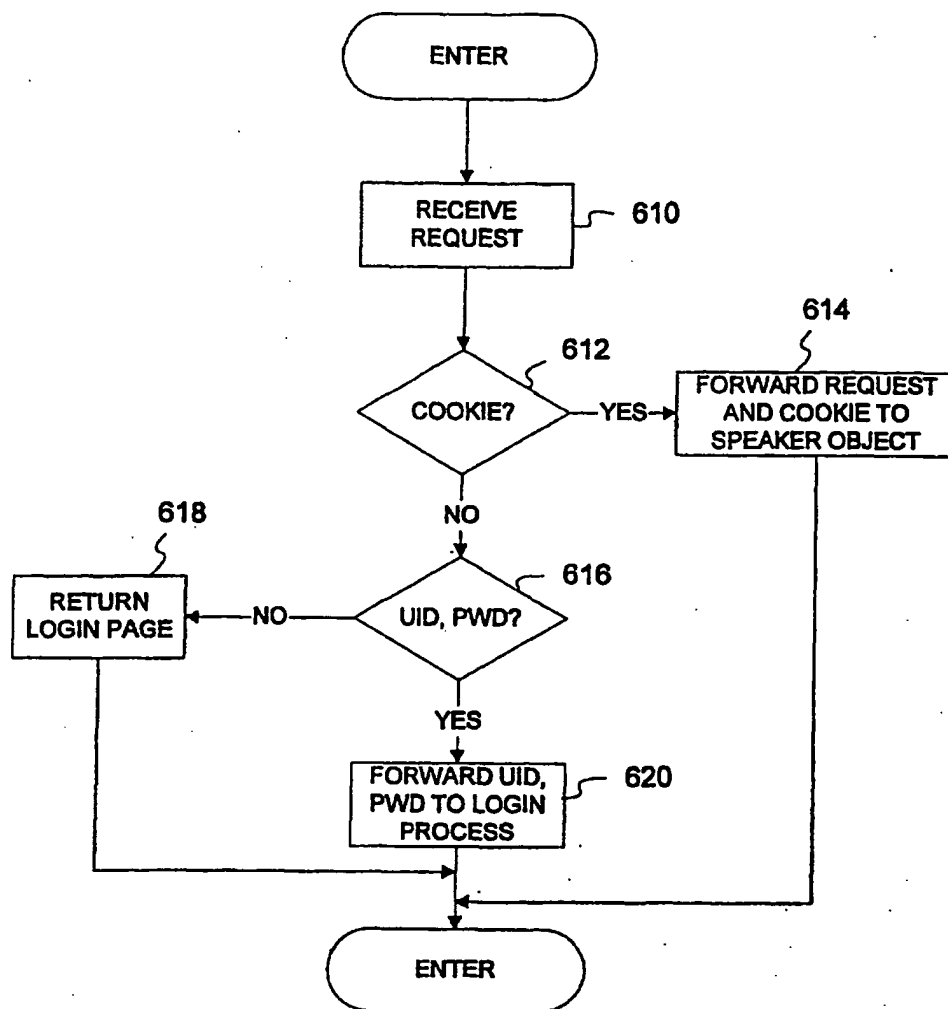 ENTER
RECEIVE
REQUEST
610
612
COOKIE?
YES
614
FORWARD REQUEST
AND COOKIE TO
SPEAKER OBJECT
NO
616
UID, PWD?
NO
618
RETURN
LOGIN PAGE
YES
FORWARD UID,
PWD TO LOGIN
PROCESS
620
ENTER